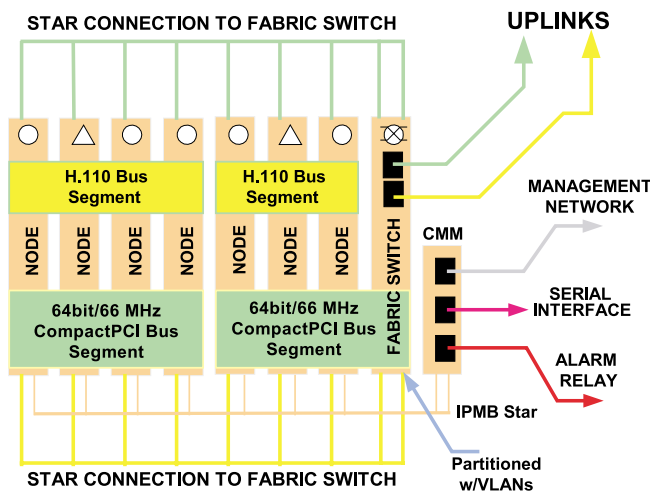 STAR CONNECTION TO FABRIC SWITCH
UPLINKS
H.110 Bus
Segment
H.110 Bus
Segment
NODE
NODE
NODE
NODE
NODE
NODE
NODE
FABRIC SWITCH
CMM
MANAGEMENT
NETWORK
SERIAL
INTERFACE
ALARM
RELAY
64bit/66 MHz
CompactPCI Bus
Segment
64bit/66 MHz
CompactPCI Bus
Segment
IPMB Star
STAR CONNECTION TO FABRIC SWITCH
Partitioned
w/VLANs